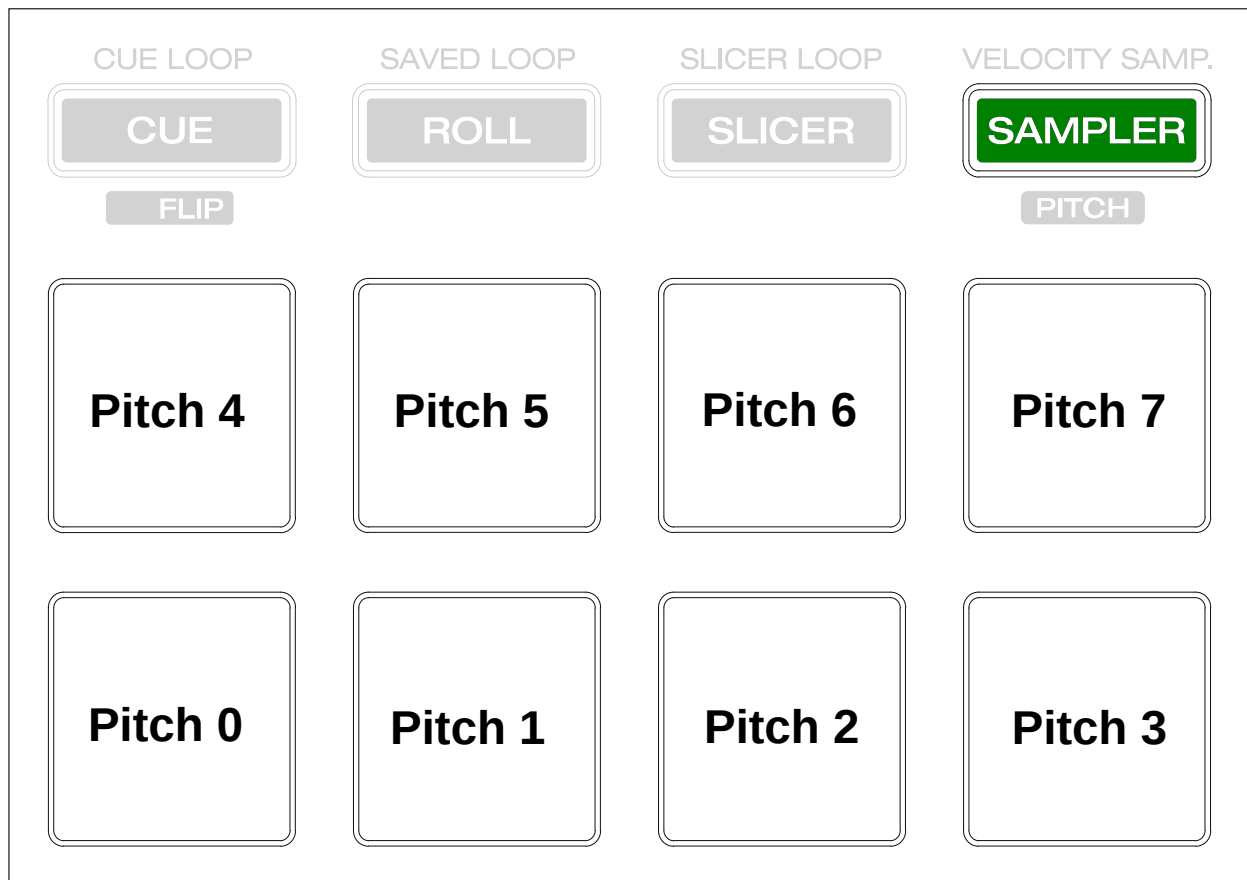 CUE LOOP SAVED LOOP SLICER LOOP VELOCITY SAMP.
CUE ROLL SLICER SAMPLER
FLIP PITCH
Pitch 4 Pitch 5 Pitch 6 Pitch 7
Pitch 0 Pitch 1 Pitch 2 Pitch 3